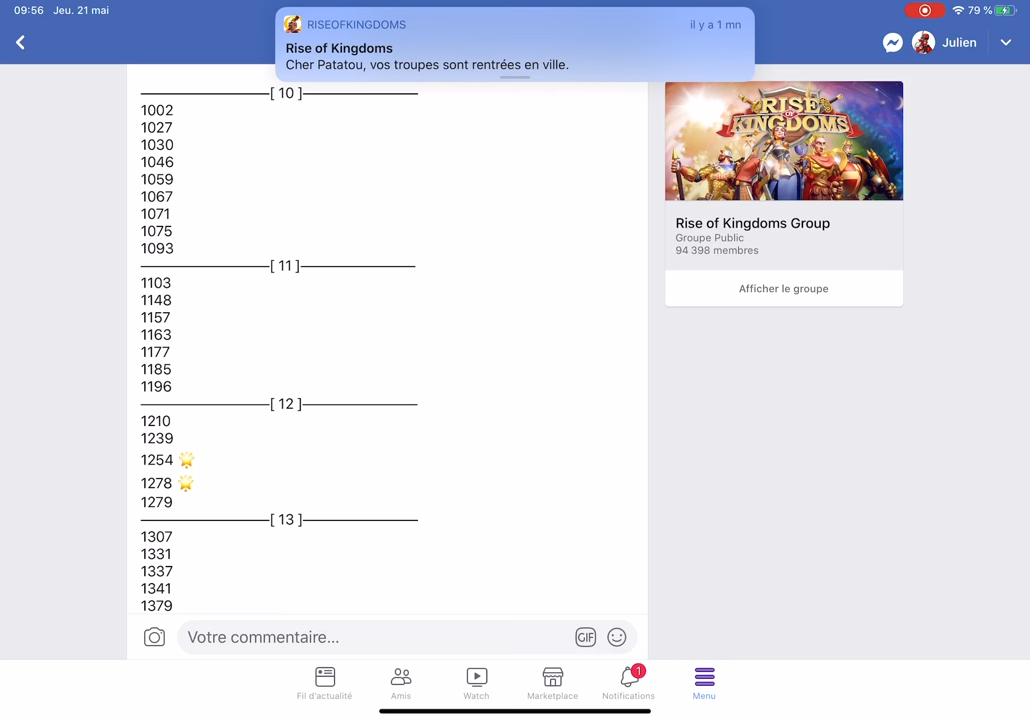 09:56 Jeu. 21 mai
79 %
RISEOFKINGDOMS
il y a 1 mn
Rise of Kingdoms
Cher Patatou, vos troupes sont rentrées en ville.
Julien
[ 10 ]
1002
1027
1030
1046
1059
1067
1071
1075
1093
[ 11 ]
1103
1148
1157
1163
1177
1185
1196
[ 12 ]
1210
1239
1254
1278
1279
[ 13 ]
1307
1331
1337
1341
1379
RISE OF KINGDOMS
Rise of Kingdoms Group
Groupe Public
94 398 membres
Afficher le groupe
Votre commentaire...
GIF
1
Fil d'actualité
Amis
Watch
Marketplace
Notifications
Menu